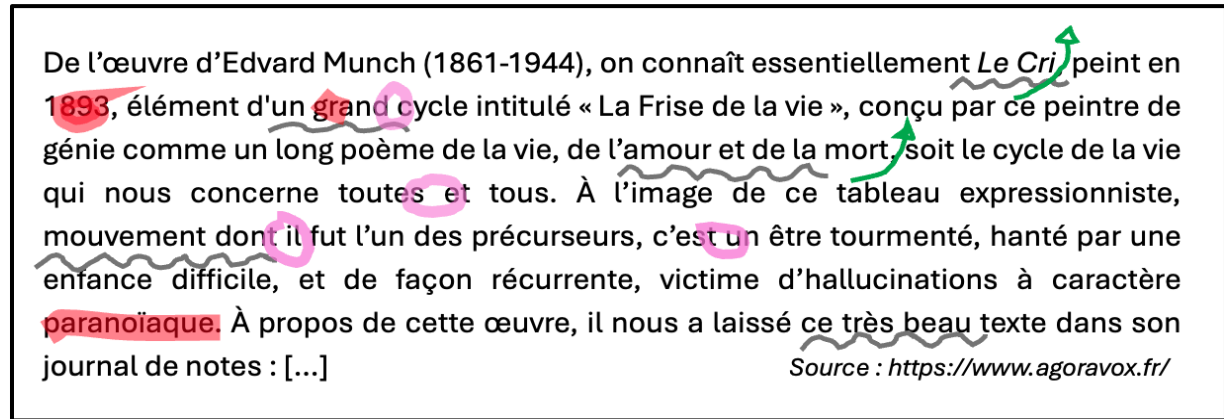 De l’œuvre d’Edvard Munch (1861-1944), on connaît essentiellement Le Cri, peint en
1893, élément d'un grand cycle intitulé « La Frise de la vie », conçu par ce peintre de
génie comme un long poème de la vie, de l’amour et de la mort, soit le cycle de la vie
qui nous concerne toutes et tous. À l’image de ce tableau expressionniste,
mouvement dont il fut l’un des précurseurs, c’est un être tourmenté, hanté par une
enfance difficile, et de façon récurrente, victime d’hallucinations à caractère
paranoïaque. À propos de cette œuvre, il nous a laissé ce très beau texte dans son
journal de notes : [...] Source : https://www.agoravox.fr/